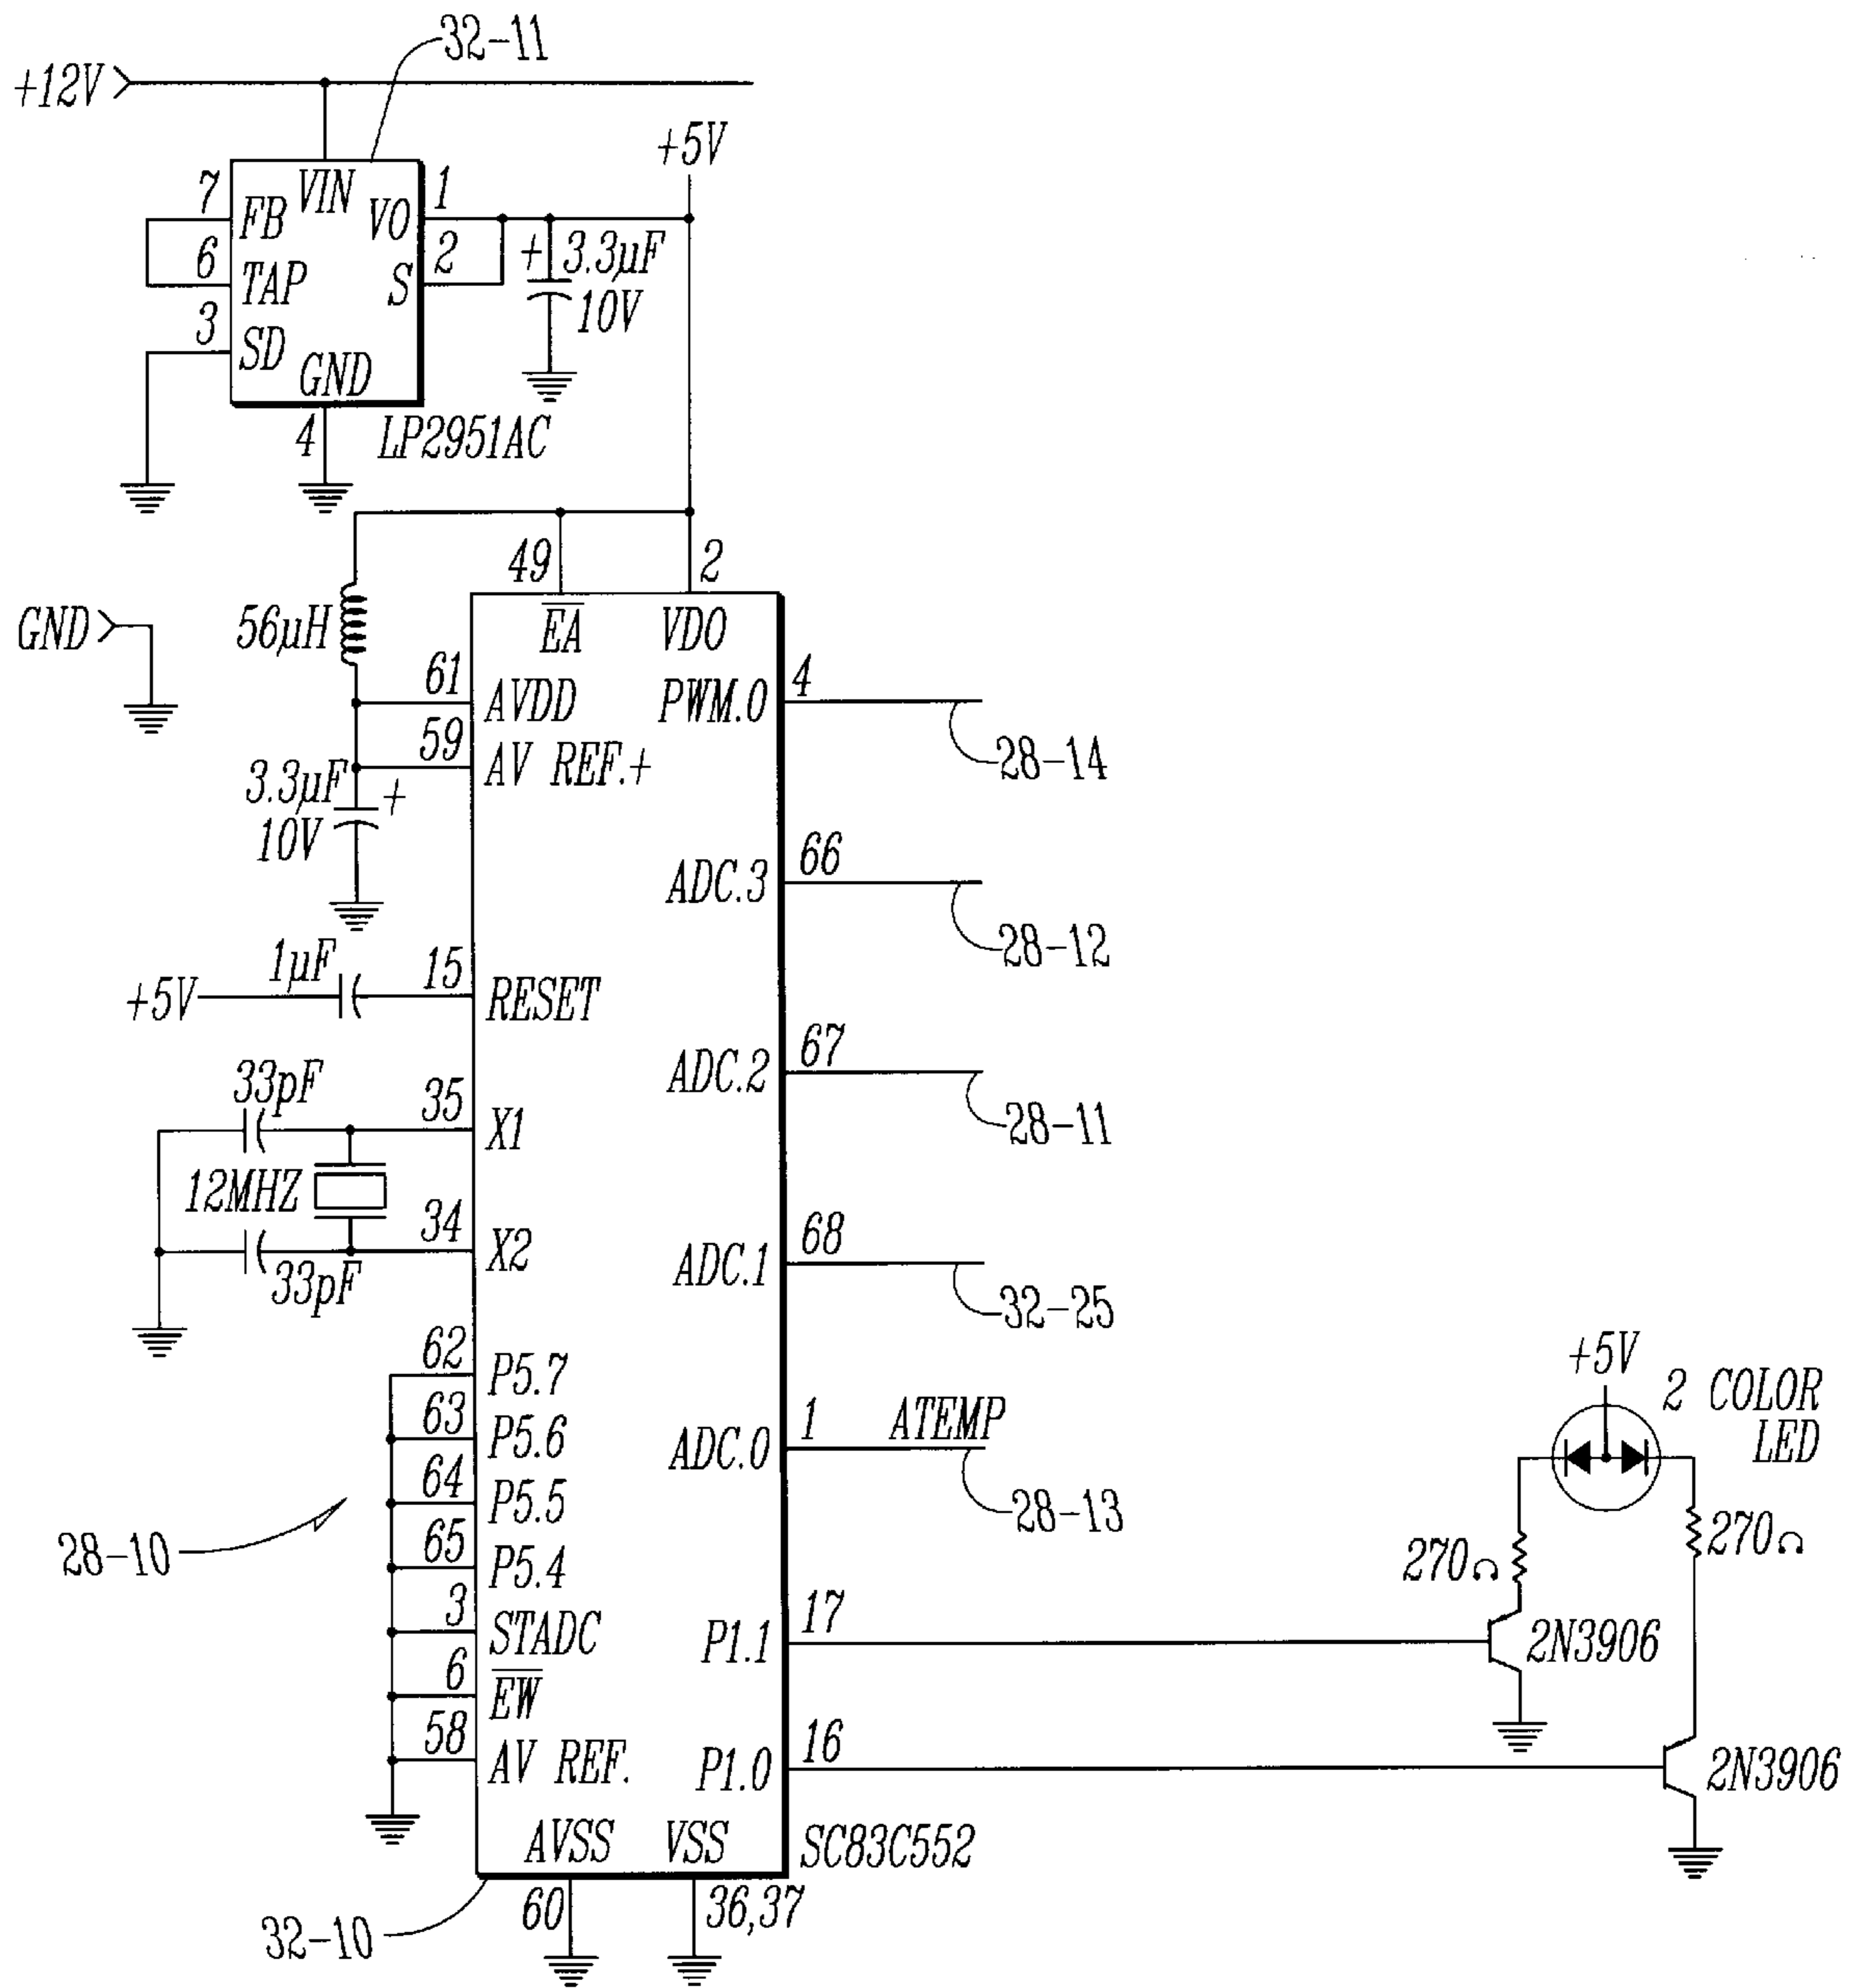 32-11
+12V
+5V
7
VIN
1
FB
VO
6
2
+ 3.3µF
TAP
S
10V
3
SD
GND
4
LP2951AC
49
2
GND
56µH
EA
VDO
61
AVDD
PWM.0
4
28-14
59
AV REF.+
3.3µF +
10V
ADC.3
66
28-12
1µF
15
+5V
RESET
ADC.2
67
28-11
33pF
35
X1
12MHZ
34
X2
33pF
ADC.1
68
32-25
62
P5.7
63
P5.6
64
P5.5
65
P5.4
28-10
ADC.0
1
ATEMP
28-13
+5V
2 COLOR
LED
270Ω
270Ω
3
STADC
P1.1
17
2N3906
6
EW
58
AV REF.
P1.0
16
2N3906
AVSS
VSS
SC83C552
60
36,37
32-10